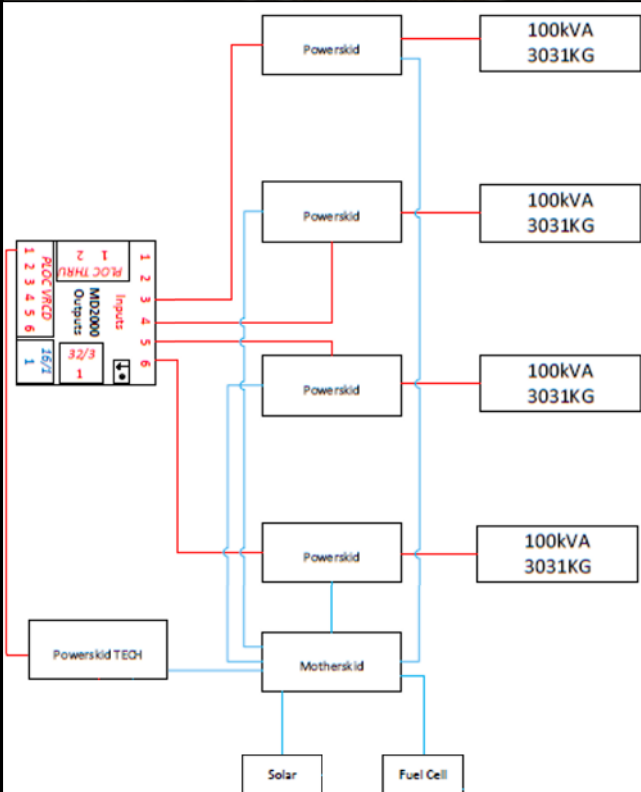 Powerskid
100kVA
3031KG
Powerskid
100kVA
3031KG
PLOC VRCD
1 2 3 4 5 6
16/1
1
PLOC THRU
1 2
MD2000
Outputs
32/3
1
Inputs
1 2 3 4 5 6
Powerskid
100kVA
3031KG
Powerskid
100kVA
3031KG
Powerskid TECH
Motherskid
Solar
Fuel Cell